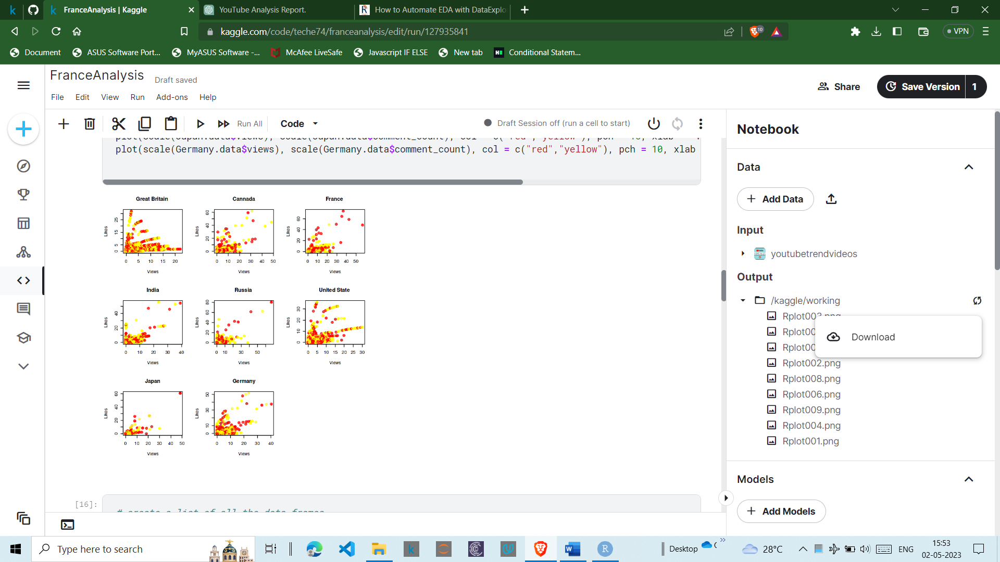 FranceAnalysis | Kaggle
YouTube Analysis Report.
How to Automate EDA with DataExplo
kaggle.com/code/teche74/franceanalysis/edit/run/127935841
10
VPN
Document
ASUS Software Port...
MyASUS Software -...
McAfee LiveSafe
Javascript IF ELSE
New tab
Conditional Statem...
FranceAnalysis
Draft saved
File Edit View Run Add-ons Help
Share
Save Version 1
Run All
Code
Draft Session off (run a cell to start)
plot(scale(Germany.data$views), scale(Germany.data$comment_count), col = c("red","yellow"), pch = 10, xlab
Great Britain
Likes
0 5 15 25
0 5 10 15 20
Views
Cannada
Likes
0 20 40 60
0 10 20 30 40 50
Views
France
Likes
0 20 40 60
0 10 20 30 40 50
Views
India
Likes
0 20 40
0 10 20 30 40
Views
Russia
Likes
0 20 40 60 80
0 10 30 50
Views
United State
Likes
0 10 20 30
0 5 10 15 20 25 30
Views
Japan
Likes
0 20 40 60
0 10 20 30 40 50
Views
Germany
Likes
0 10 30 50
0 10 20 30 40
Views
[16]:
# create a list of all the data frames
Notebook
Data
+ Add Data
Input
youtubetrendvideos
Output
/kaggle/working
Rplot003.png
Rplot00
Rplot00
Download
Rplot002.png
Rplot008.png
Rplot006.png
Rplot009.png
Rplot004.png
Rplot001.png
Models
+ Add Models
Type here to search
Desktop
28°C
ENG
15:53
02-05-2023